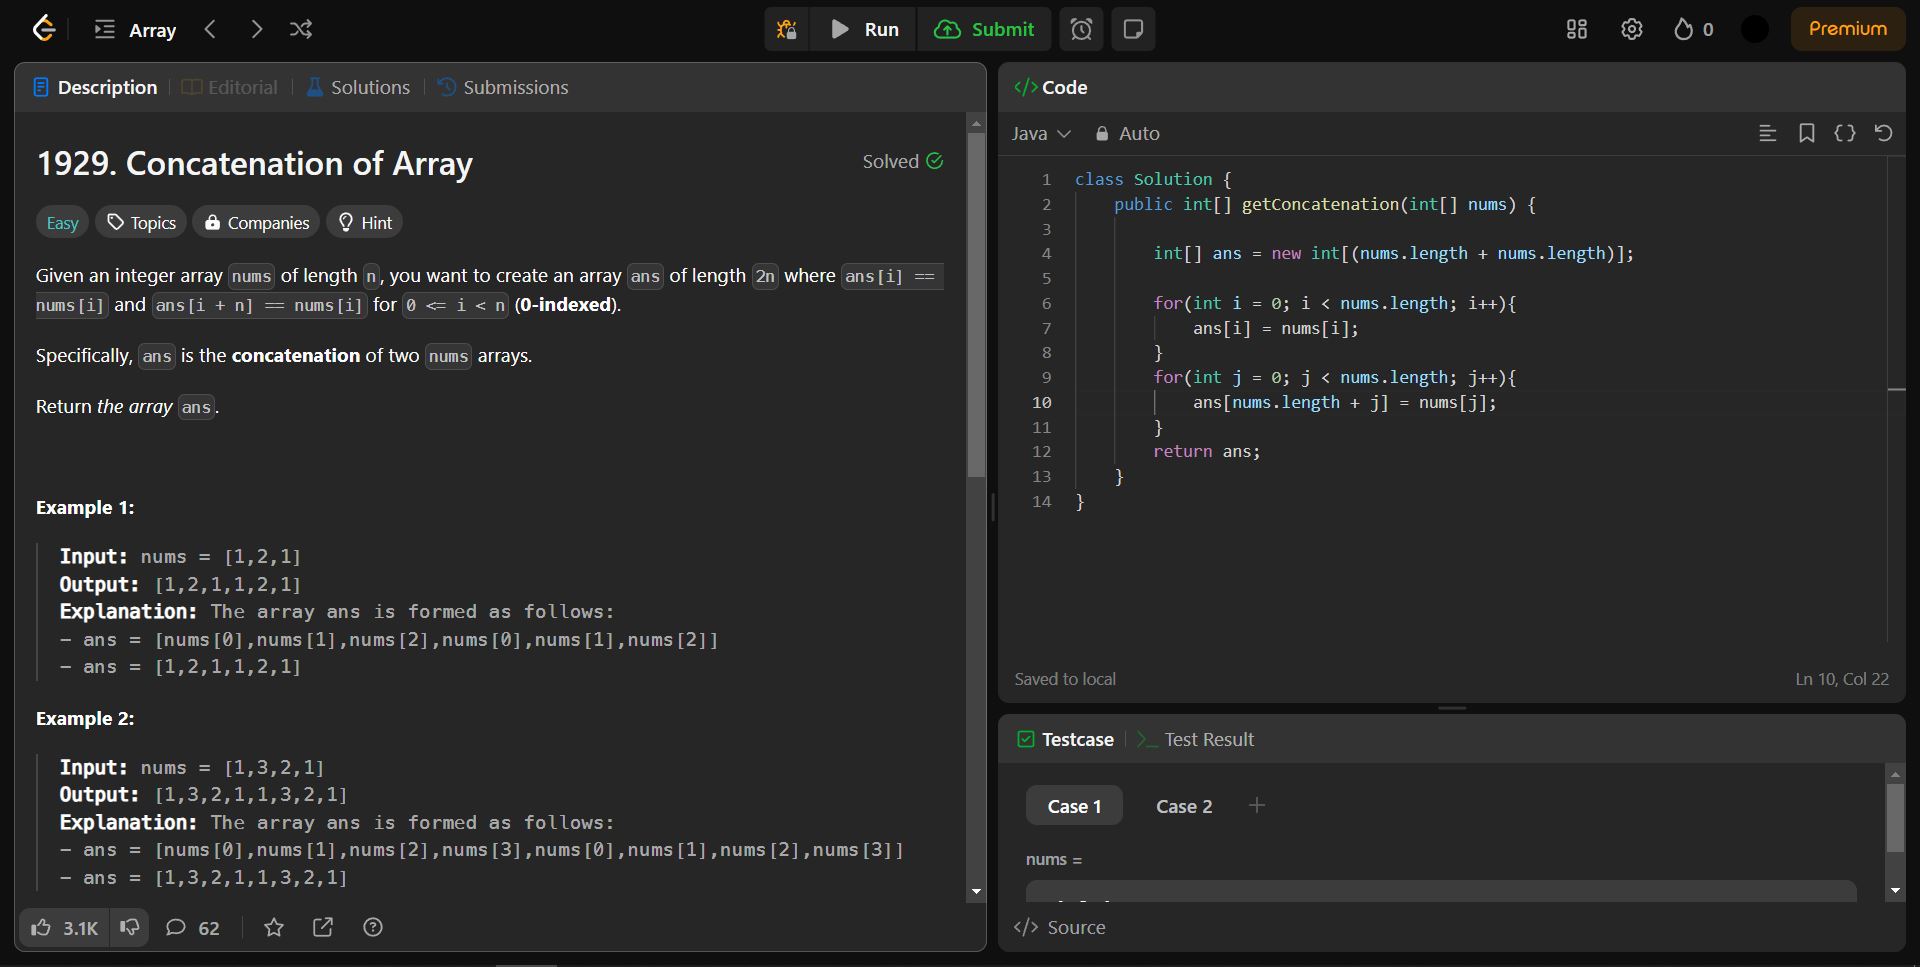 Array
Run
Submit
0
Premium
Description
Editorial
Solutions
Submissions
1929. Concatenation of Array
Solved
Easy
Topics
Companies
Hint
Given an integer array nums of length n, you want to create an array ans of length 2n where ans[i] ==
nums[i] and ans[i + n] == nums[i] for 0 <= i < n (0-indexed).
Specifically, ans is the concatenation of two nums arrays.
Return the array ans.
Example 1:
Input: nums = [1,2,1]
Output: [1,2,1,1,2,1]
Explanation: The array ans is formed as follows:
- ans = [nums[0],nums[1],nums[2],nums[0],nums[1],nums[2]]
- ans = [1,2,1,1,2,1]
Example 2:
Input: nums = [1,3,2,1]
Output: [1,3,2,1,1,3,2,1]
Explanation: The array ans is formed as follows:
- ans = [nums[0],nums[1],nums[2],nums[3],nums[0],nums[1],nums[2],nums[3]]
- ans = [1,3,2,1,1,3,2,1]
3.1K
62
</> Code
Java
Auto
1 class Solution {
2 public int[] getConcatenation(int[] nums) {
3
4 int[] ans = new int[(nums.length + nums.length)];
5
6 for(int i = 0; i < nums.length; i++){
7 ans[i] = nums[i];
8 }
9 for(int j = 0; j < nums.length; j++){
10 ans[nums.length + j] = nums[j];
11 }
12 return ans;
13 }
14 }
Saved to local
Ln 10, Col 22
Testcase
Test Result
Case 1
Case 2
+
nums =
</> Source